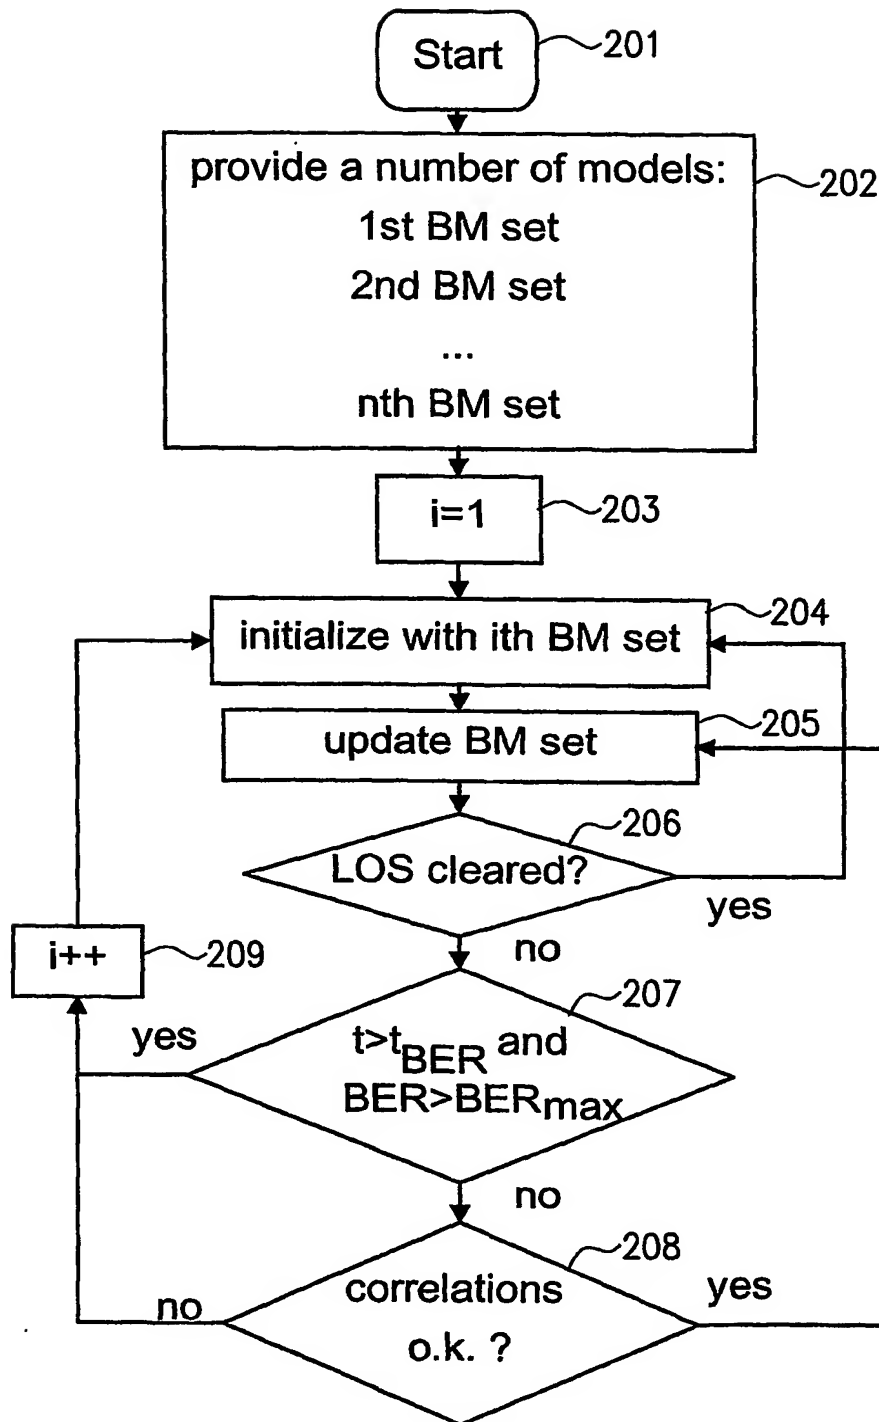 Start
201
provide a number of models:
202
1st BM set
2nd BM set
...
nth BM set
i=1
203
204
initialize with ith BM set
205
update BM set
206
LOS cleared?
yes
no
i++
209
207
yes
t>tBER and
BER>BERmax
no
208
correlations
yes
no
o.k. ?